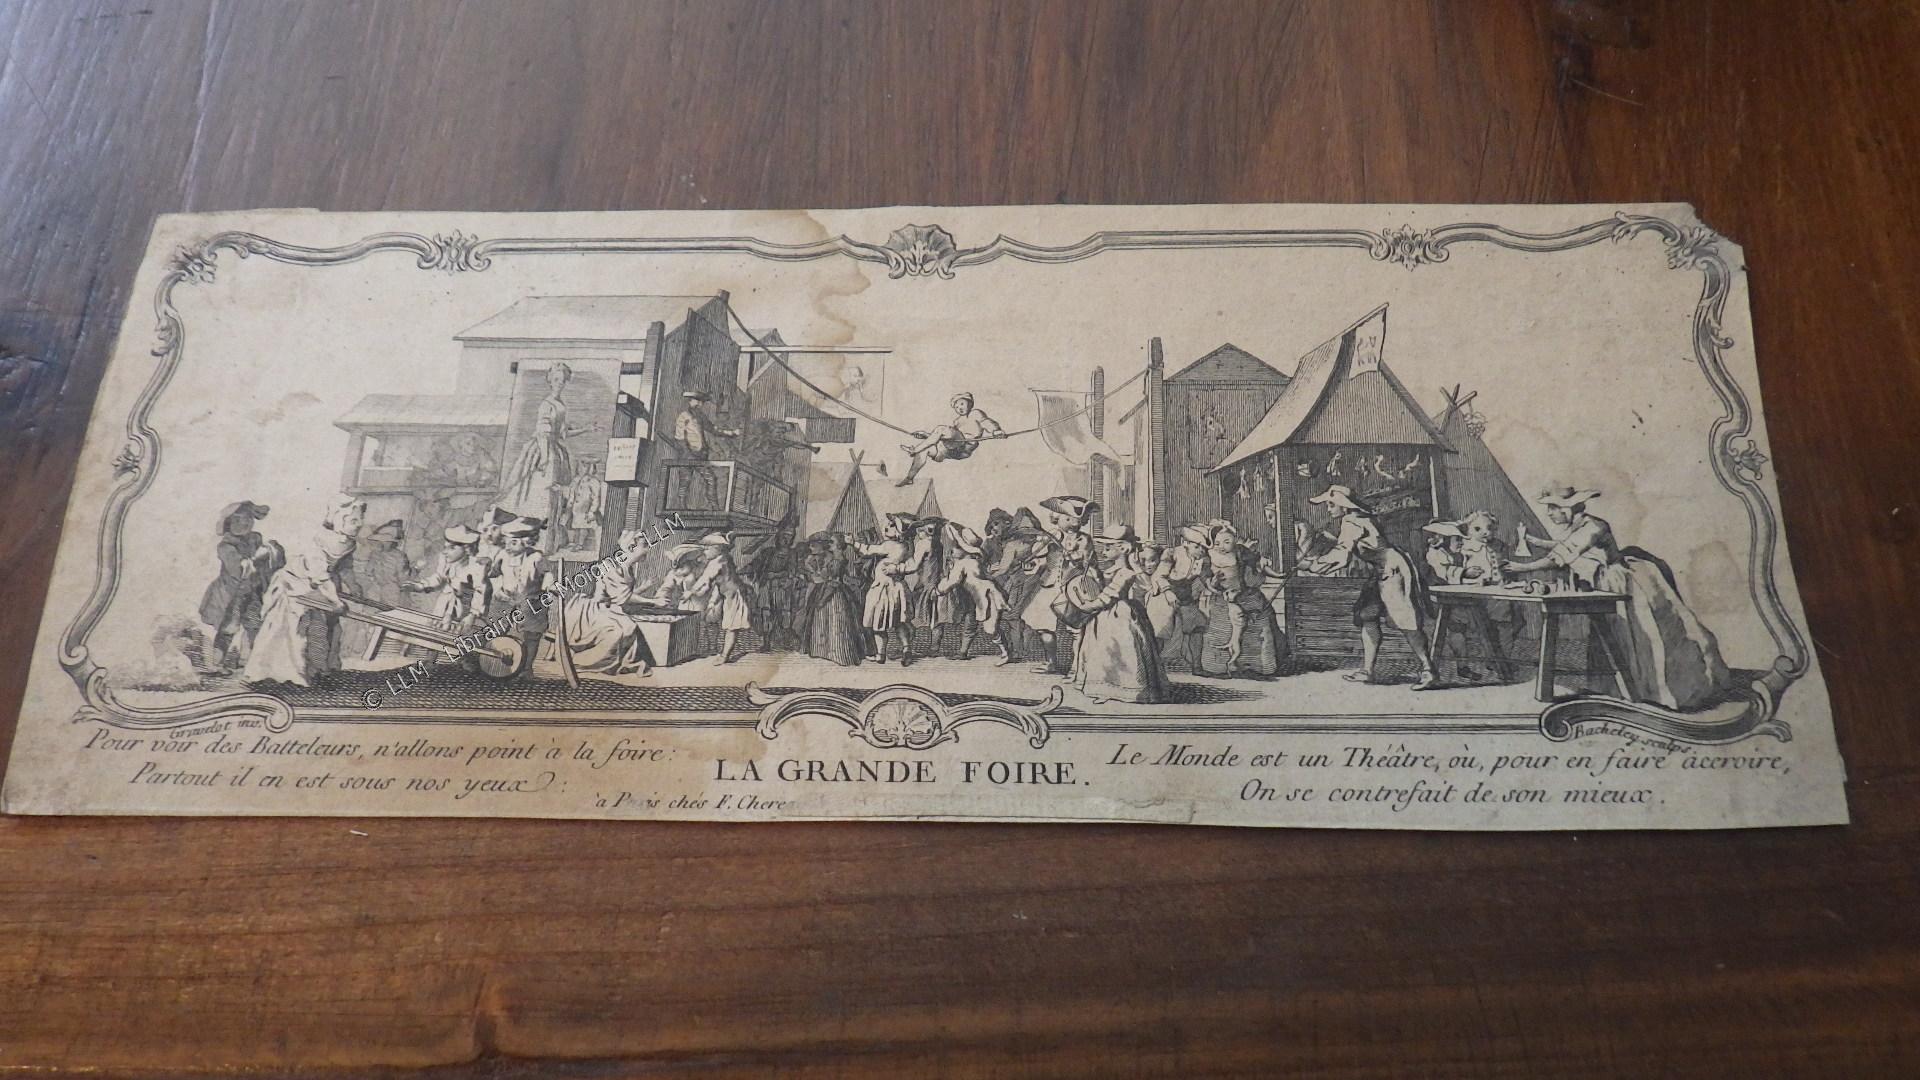 Gravelot inv.
Bacheley sculps.
Pour voir des Batteleurs, n'allons point à la foire:
Partout il en est sous nos yeux:
LA GRANDE FOIRE.
à Paris chés F. Chere
Le Monde est un Théâtre, où, pour en faire àceroire,
On se contrefait de son mieux.
© LLM - Librairie Le Moigne - LLM